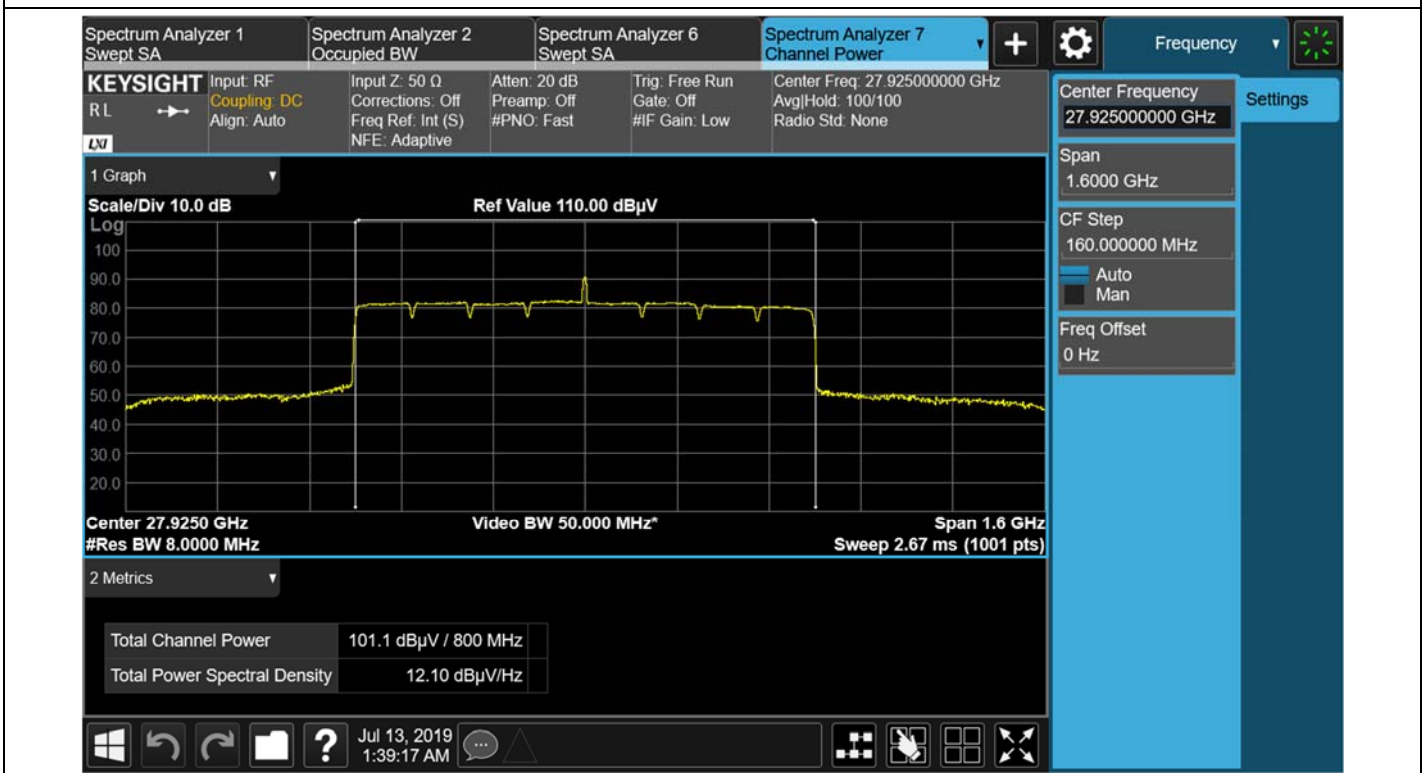 Spectrum Analyzer 1
Swept SA
Spectrum Analyzer 2
Occupied BW
Spectrum Analyzer 6
Swept SA
Spectrum Analyzer 7
Channel Power
+
Frequency
KEYSIGHT
RL
LXI
Input: RF
Coupling: DC
Align: Auto
Input Z: 50 Ω
Corrections: Off
Freq Ref: Int (S)
NFE: Adaptive
Atten: 20 dB
Preamp: Off
#PNO: Fast
Trig: Free Run
Gate: Off
#IF Gain: Low
Center Freq: 27.925000000 GHz
Avg|Hold: 100/100
Radio Std: None
Center Frequency
27.925000000 GHz
Settings
Span
1.6000 GHz
CF Step
160.000000 MHz
Auto
Man
Freq Offset
0 Hz
1 Graph
Scale/Div 10.0 dB
Ref Value 110.00 dBµV
Log
100
90.0
80.0
70.0
60.0
50.0
40.0
30.0
20.0
Center 27.9250 GHz
Video BW 50.000 MHz*
Span 1.6 GHz
#Res BW 8.0000 MHz
Sweep 2.67 ms (1001 pts)
2 Metrics
Total Channel Power 101.1 dBµV / 800 MHz
Total Power Spectral Density 12.10 dBµV/Hz
?
Jul 13, 2019
1:39:17 AM